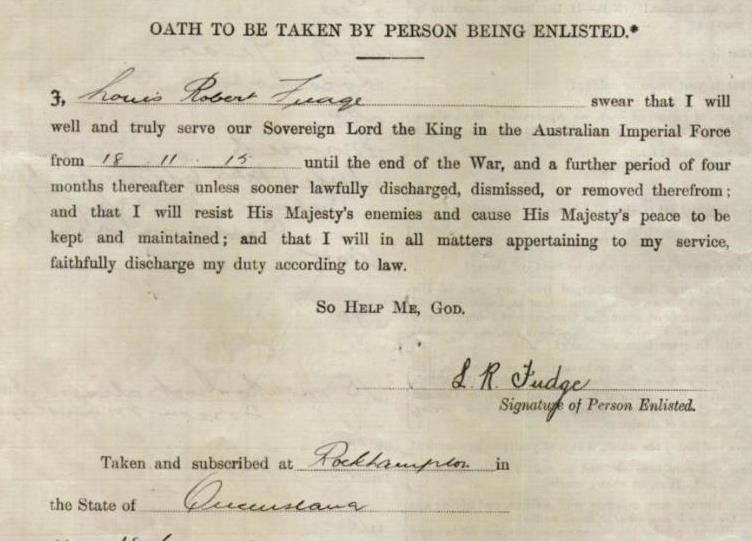 OATH TO BE TAKEN BY PERSON BEING ENLISTED.*
I, Louis Robert Fudge swear that I will
well and truly serve our Sovereign Lord the King in the Australian Imperial Force
from 18 . 11 . 15 until the end of the War, and a further period of four
months thereafter unless sooner lawfully discharged, dismissed, or removed therefrom;
and that I will resist His Majesty's enemies and cause His Majesty's peace to be
kept and maintained; and that I will in all matters appertaining to my service,
faithfully discharge my duty according to law.
SO HELP ME, GOD.
L. R. Fudge
Signature of Person Enlisted.
Taken and subscribed at Rockhampton in
the State of Queensland